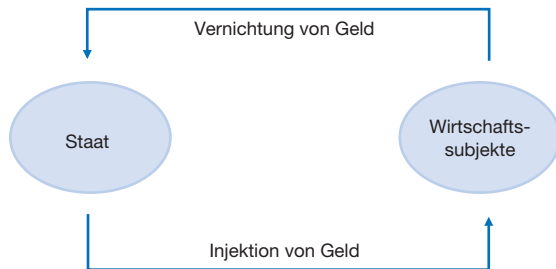 Vernichtung von Geld
Staat
Wirtschafts-
subjekte
Injektion von Geld